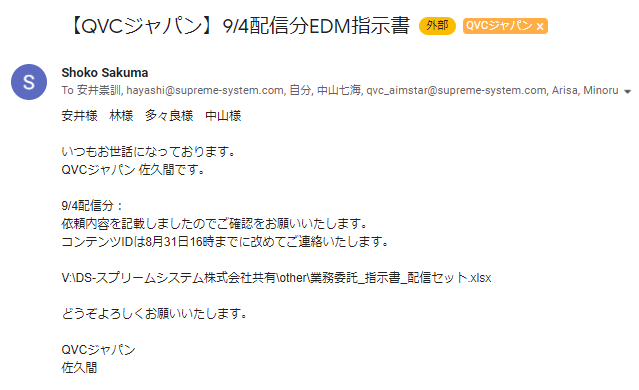 【QVCジャパン】9/4配信分EDM指示書 外部 QVCジャパン x
S
Shoko Sakuma
To 安井崇訓, hayashi@supreme-system.com, 自分, 中山七海, qvc_aimstar@supreme-system.com, Arisa, Minoru
安井様 林様 多々良様 中山様
いつもお世話になっております。
QVCジャパン 佐久間です。
9/4配信分：
依頼内容を記載しましたのでご確認をお願いいたします。
コンテンツIDは8月31日16時までに改めてご連絡いたします。
V:\DS-スプリームシステム株式会社共有\other\業務委託_指示書_配信セット.xlsx
どうぞよろしくお願いいたします。
QVCジャパン
佐久間